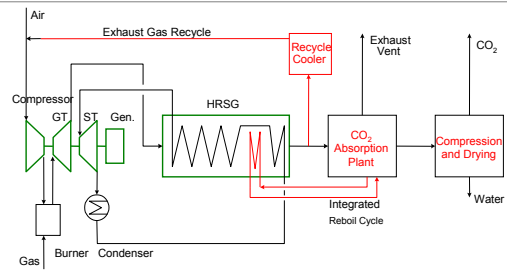 Air
Exhaust Gas Recycle
Recycle
Cooler
Exhaust
Vent
CO2
Compressor
GT
ST
Gen.
HRSG
CO2
Absorption
Plant
Compression
and Drying
Integrated
Reboil Cycle
Water
Gas
Burner
Condenser